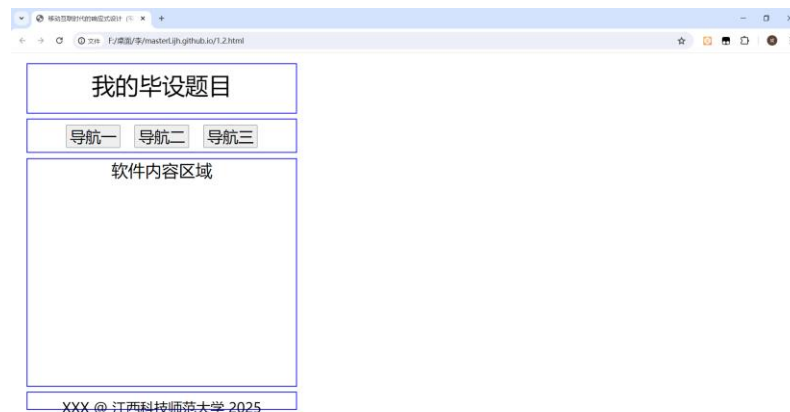 移动互联时代的响应式设计
文件 F:/桌面/李/masterLijh.github.io/1.2.html
我的毕设题目
导航一 导航二 导航三
软件内容区域
XXX @ 江西科技师范大学 2025